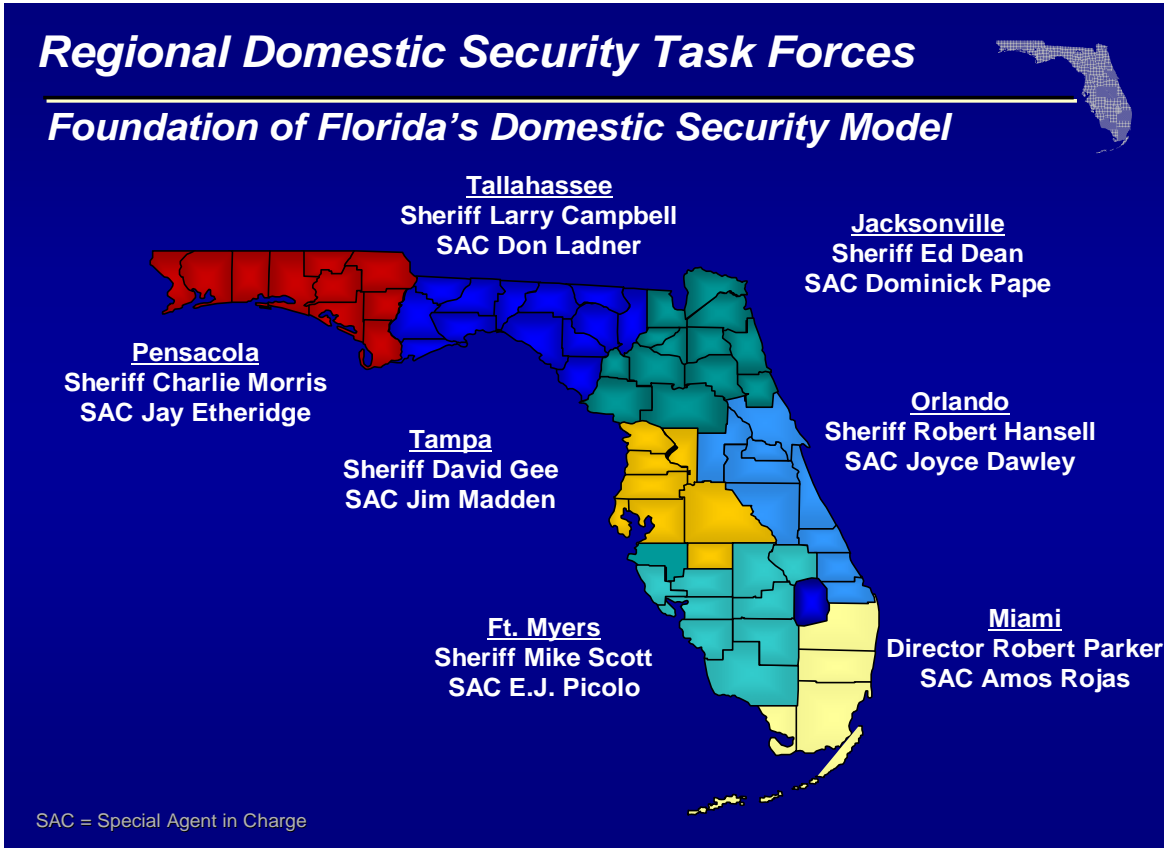 Regional Domestic Security Task Forces
Foundation of Florida's Domestic Security Model
Tallahassee
Sheriff Larry Campbell
SAC Don Ladner
Jacksonville
Sheriff Ed Dean
SAC Dominick Pape
Pensacola
Sheriff Charlie Morris
SAC Jay Etheridge
Tampa
Sheriff David Gee
SAC Jim Madden
Orlando
Sheriff Robert Hansell
SAC Joyce Dawley
Ft. Myers
Sheriff Mike Scott
SAC E.J. Picolo
Miami
Director Robert Parker
SAC Amos Rojas
SAC = Special Agent in Charge